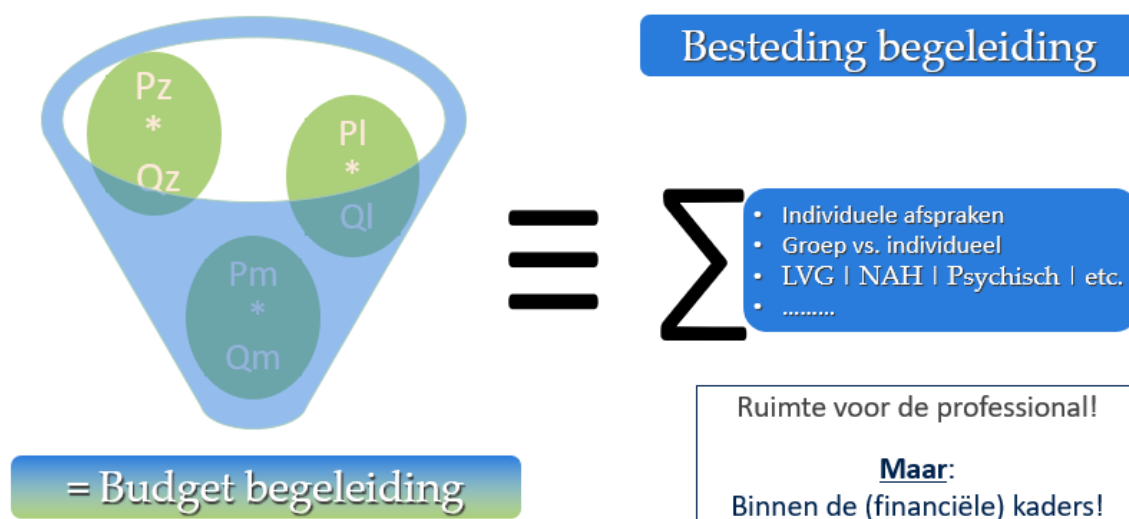 Besteding begeleiding
Pz
*
Qz
Pl
*
Ql
Pm
*
Qm
≡
∑
• Individuele afspraken
• Groep vs. individueel
• LVG | NAH | Psychisch | etc.
• .........
Ruimte voor de professional!
Maar:
Binnen de (financiële) kaders!
= Budget begeleiding